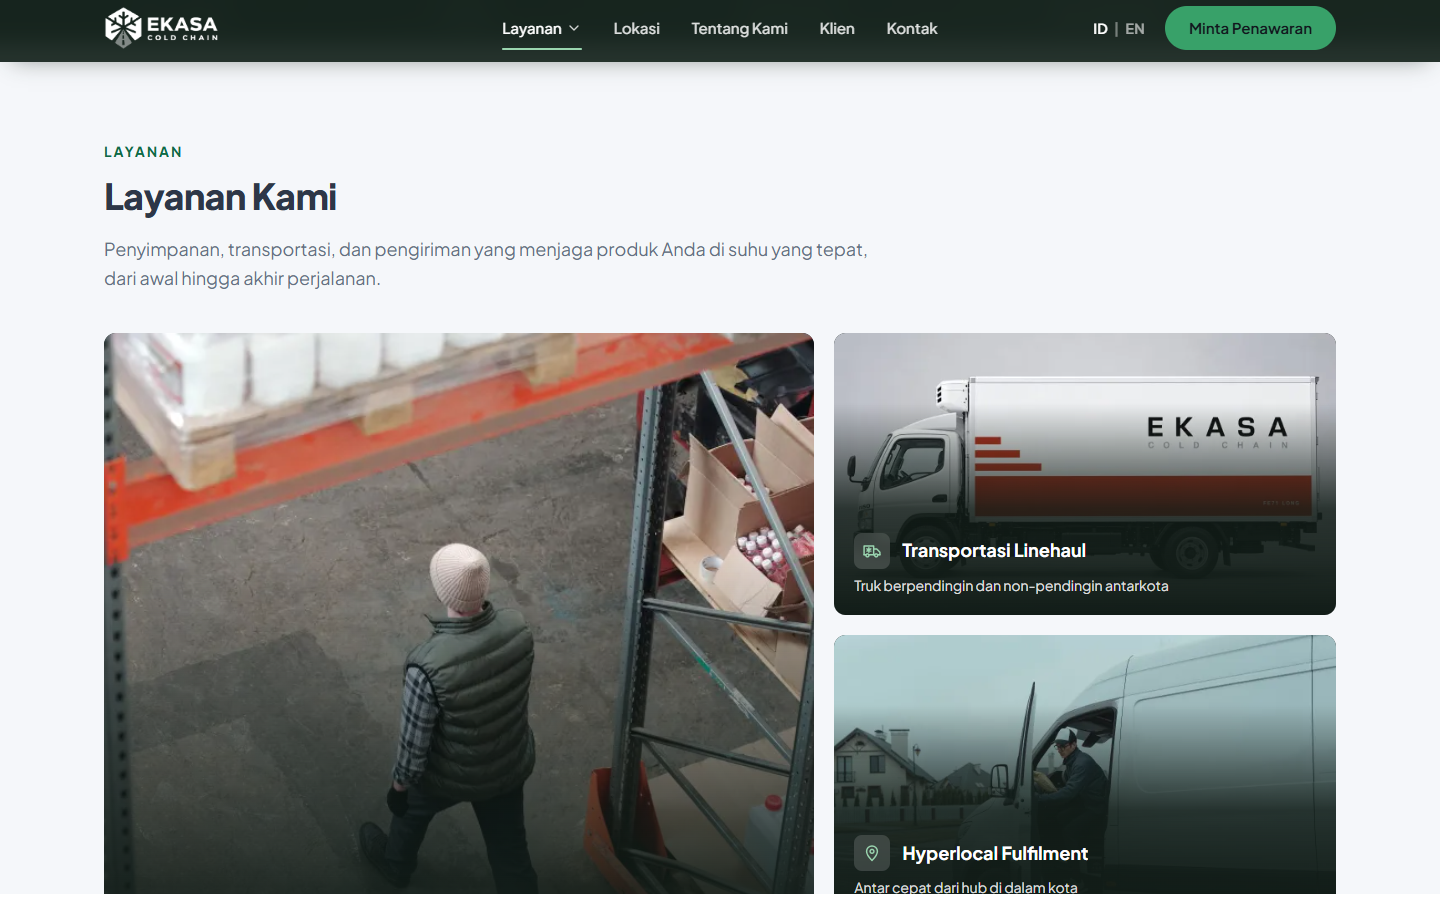 EKASA
COLD CHAIN
Layanan
Lokasi
Tentang Kami
Klien
Kontak
ID | EN
Minta Penawaran
LAYANAN
Layanan Kami
Penyimpanan, transportasi, dan pengiriman yang menjaga produk Anda di suhu yang tepat,
dari awal hingga akhir perjalanan.
EKASA
COLD CHAIN
Transportasi Linehaul
Truk berpendingin dan non-pendingin antarkota
Hyperlocal Fulfilment
Antar cepat dari hub di dalam kota